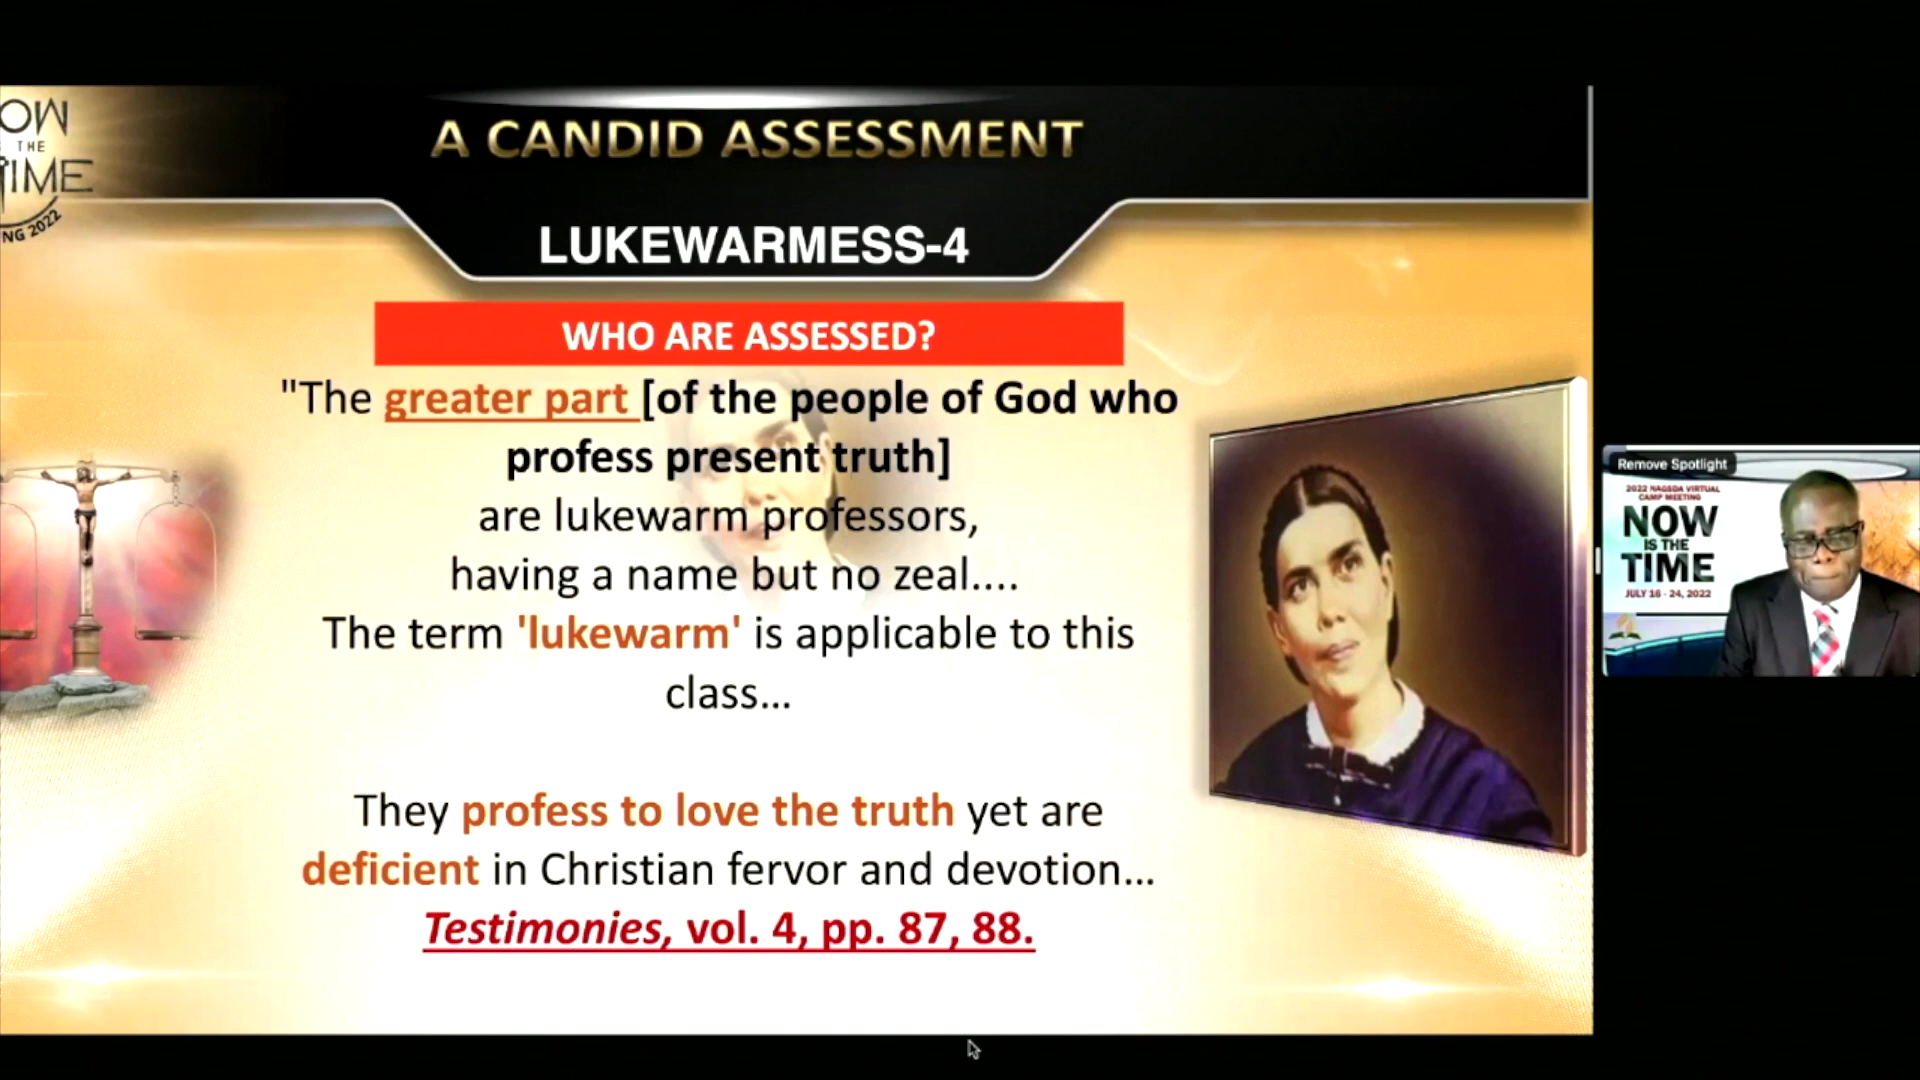 OW
THE
TIME
NG 2022
A CANDID ASSESSMENT
LUKEWARMESS-4
WHO ARE ASSESSED?
"The greater part [of the people of God who
profess present truth]
are lukewarm professors,
having a name but no zeal....
The term 'lukewarm' is applicable to this
class...
They profess to love the truth yet are
deficient in Christian fervor and devotion...
Testimonies, vol. 4, pp. 87, 88.
Remove Spotlight
2022 NAGSDA VIRTUAL
CAMP MEETING
NOW
IS THE
TIME
JULY 16 - 24, 2022